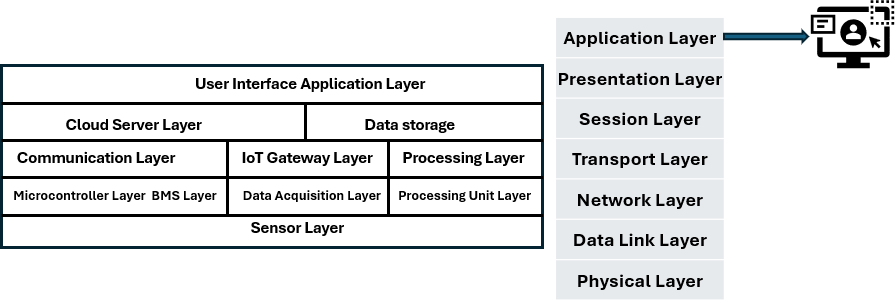 User Interface Application Layer
Cloud Server Layer
Data storage
Communication Layer
IoT Gateway Layer
Processing Layer
Microcontroller Layer  BMS Layer
Data Acquisition Layer
Processing Unit Layer
Sensor Layer
Application Layer
Presentation Layer
Session Layer
Transport Layer
Network Layer
Data Link Layer
Physical Layer